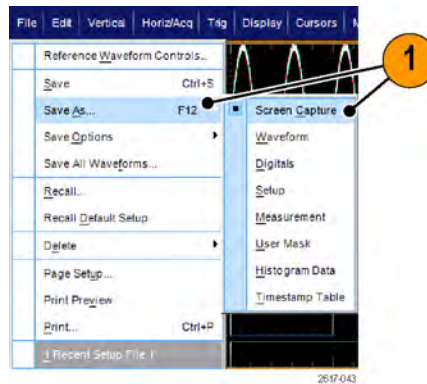 File Edit Vertical Horiz/Acq Trig Display Cursors
Reference Waveform Controls...
Save Ctrl+S
Save As... F12
Save Options
Save All Waveforms...
Recall...
Recall Default Setup
Delete
Page Setup...
Print Preview
Print... Ctrl+P
1 Recent Setup File 1
Screen Capture
Waveform
Digitals
Setup
Measurement
User Mask
Histogram Data
Timestamp Table
1
2617-043